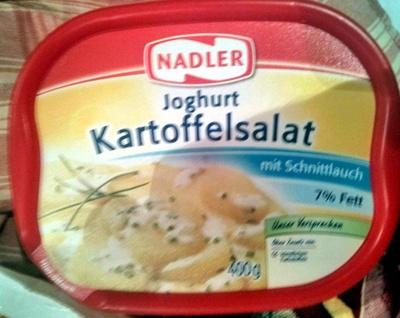 NADLER
Joghurt
Kartoffelsalat
mit Schnittlauch
7% Fett
Unser Versprechen
400g